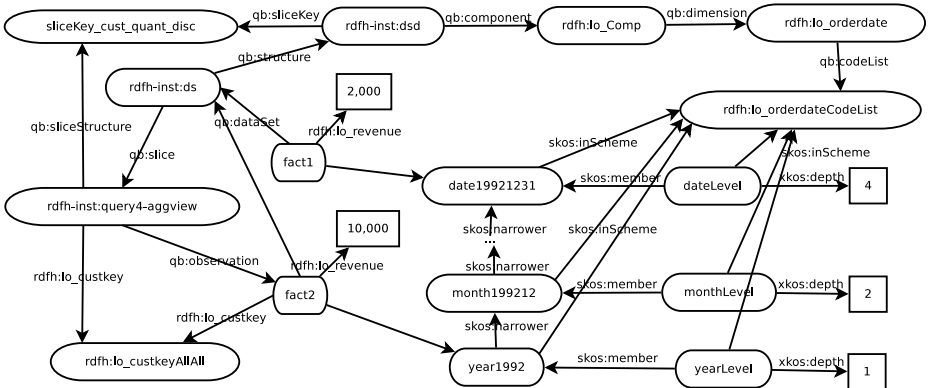 qb:sliceKey
qb:component
qb:dimension
sliceKey_cust_quant_disc
rdfh-inst:dsd
rdfh:lo_Comp
rdfh:lo_orderdate
qb:structure
qb:codeList
rdfh-inst:ds
2,000
rdfh:lo_orderdateCodeList
qb:sliceStructure
qb:dataSet
rdfh:lo_revenue
skos:inScheme
skos:inScheme
qb:slice
fact1
date19921231
skos:member
dateLevel
xkos:depth
4
rdfh-inst:query4-aggview
10,000
skos:narrower
skos:inScheme
...
qb:observation
rdfh:lo_revenue
skos:narrower
rdfh:lo_custkey
fact2
month199212
skos:member
monthLevel
xkos:depth
2
rdfh:lo_custkey
skos:narrower
rdfh:lo_custkeyAllAll
year1992
skos:member
yearLevel
xkos:depth
1